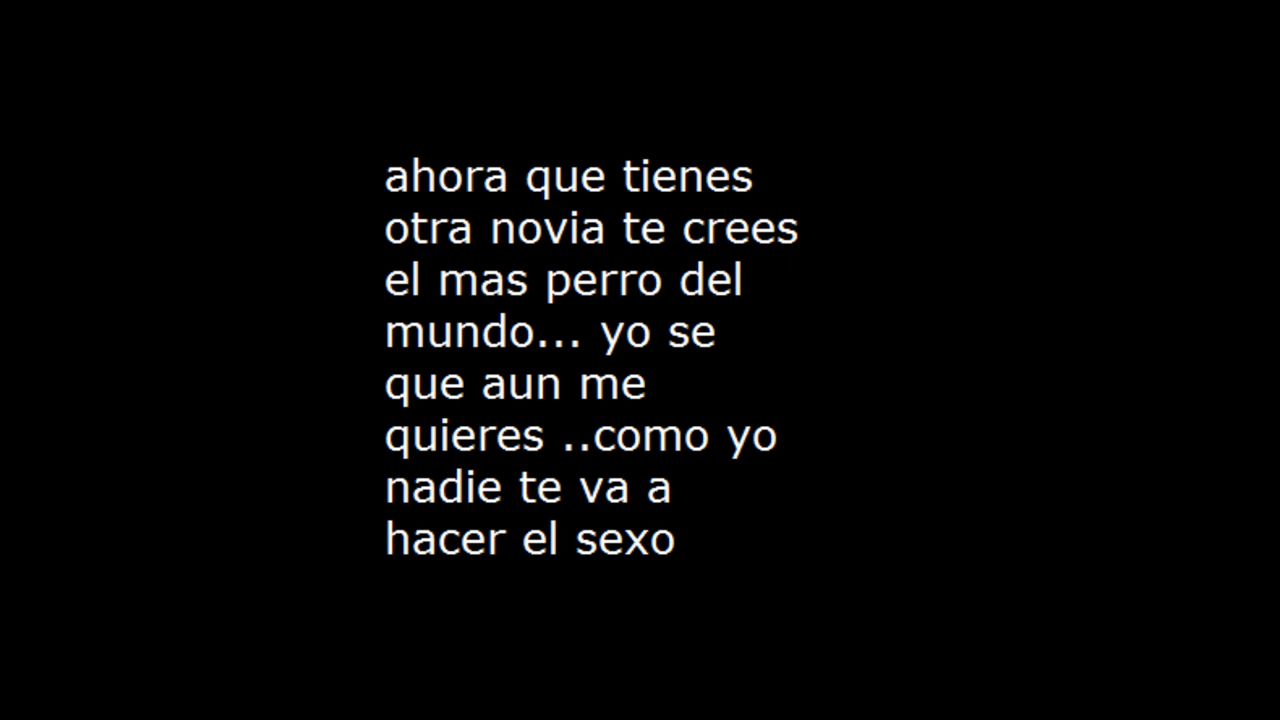 ahora que tienes
otra novia te crees
el mas perro del
mundo... yo se
que aun me
quieres ..como yo
nadie te va a
hacer el sexo